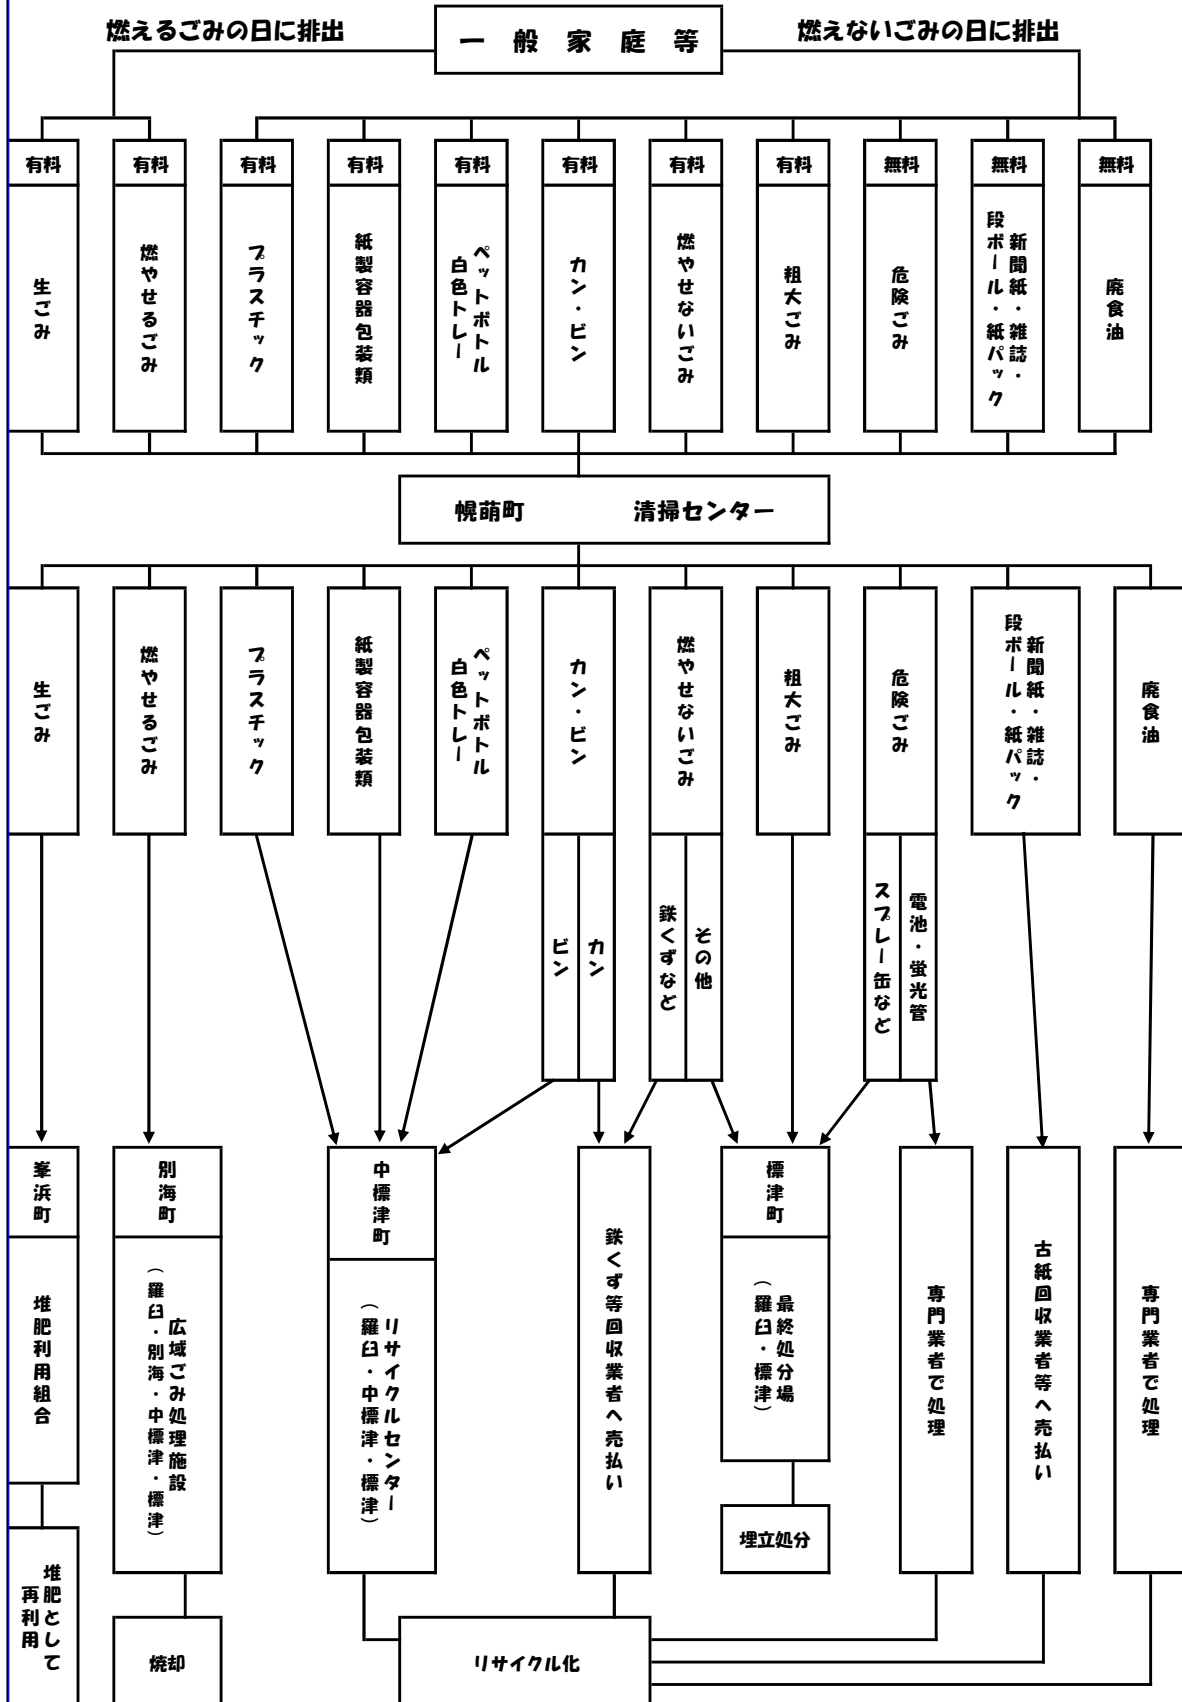 燃えるごみの日に排出
一般家庭等
燃えないごみの日に排出
有料
有料
有料
有料
有料
有料
有料
有料
無料
無料
無料
生ごみ
燃やせるごみ
プラスチック
紙製容器包装類
ペットボトル
白色トレー
カン・ビン
燃やせないごみ
粗大ごみ
危険ごみ
新聞紙・雑誌・
段ボール・紙パック
廃食油
幌萌町　清掃センター
生ごみ
燃やせるごみ
プラスチック
紙製容器包装類
ペットボトル
白色トレー
カン・ビン
燃やせないごみ
粗大ごみ
危険ごみ
新聞紙・雑誌・
段ボール・紙パック
廃食油
ビン
カン
鉄くずなど
その他
スプレー缶など
電池・蛍光管
峯浜町
堆肥利用組合
別海町
広域ごみ処理施設
（羅臼・別海・中標津・標津）
中標津町
リサイクルセンター
（羅臼・中標津・標津）
鉄くず等回収業者へ売払い
標津町
最終処分場
（羅臼・標津）
専門業者で処理
古紙回収業者等へ売払い
専門業者で処理
埋立処分
堆肥として
再利用
焼却
リサイクル化